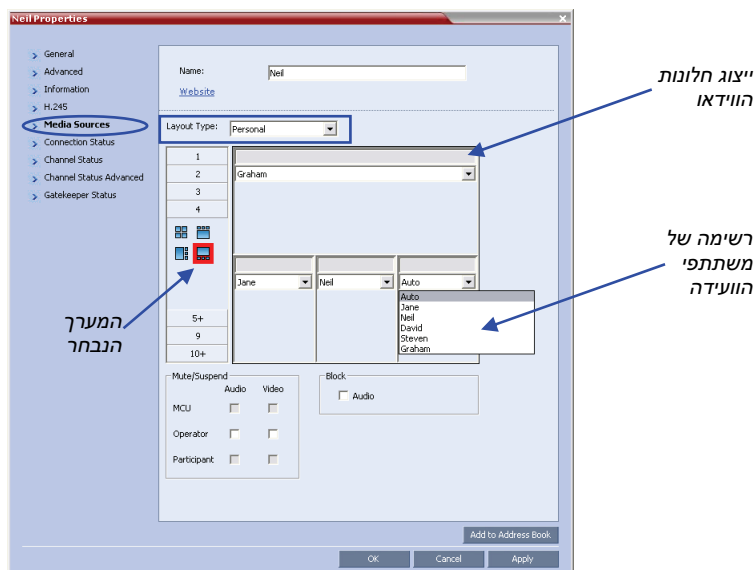 Neil Properties
General
Advanced
Information
H.245
Media Sources
Connection Status
Channel Status
Channel Status Advanced
Gatekeeper Status
Name: Neil
Website
Layout Type: Personal
1
2
3
4
5+
9
10+
Graham
Jane
Neil
Auto
Auto
Jane
Neil
David
Steven
Graham
Mute/Suspend
Audio Video
MCU
Operator
Participant
Block
Audio
Add to Address Book
OK Cancel Apply
ייצוג חלונות
הווידאו
רשימה של
משתתפי
הוועידה
המערך
הנבחר